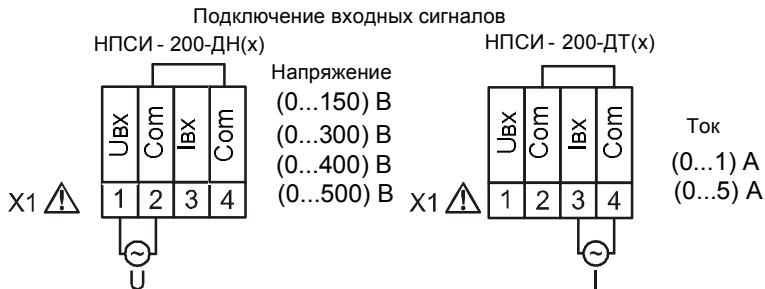 Подключение входных сигналов
НПСИ - 200-ДН(х)
Напряжение
(0...150) В
(0...300) В
(0...400) В
(0...500) В
Uвх
Com
Iвх
Com
X1
1 2 3 4
U
НПСИ - 200-ДТ(х)
Ток
(0...1) А
(0...5) А
Uвх
Com
Iвх
Com
X1
1 2 3 4
I